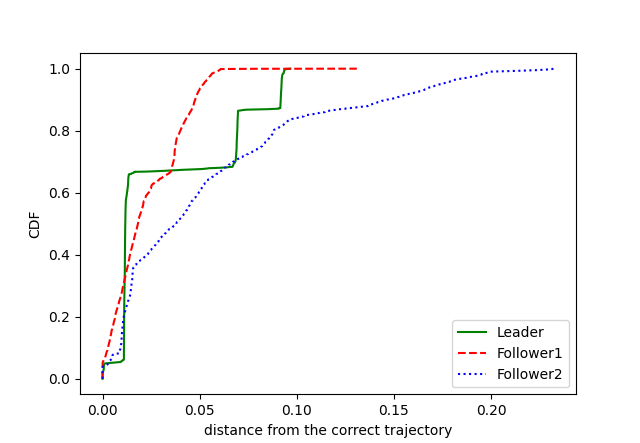 1.0
0.8
0.6
0.4
0.2
0.0
CDF
Leader
Follower1
Follower2
0.00 0.05 0.10 0.15 0.20
distance from the correct trajectory